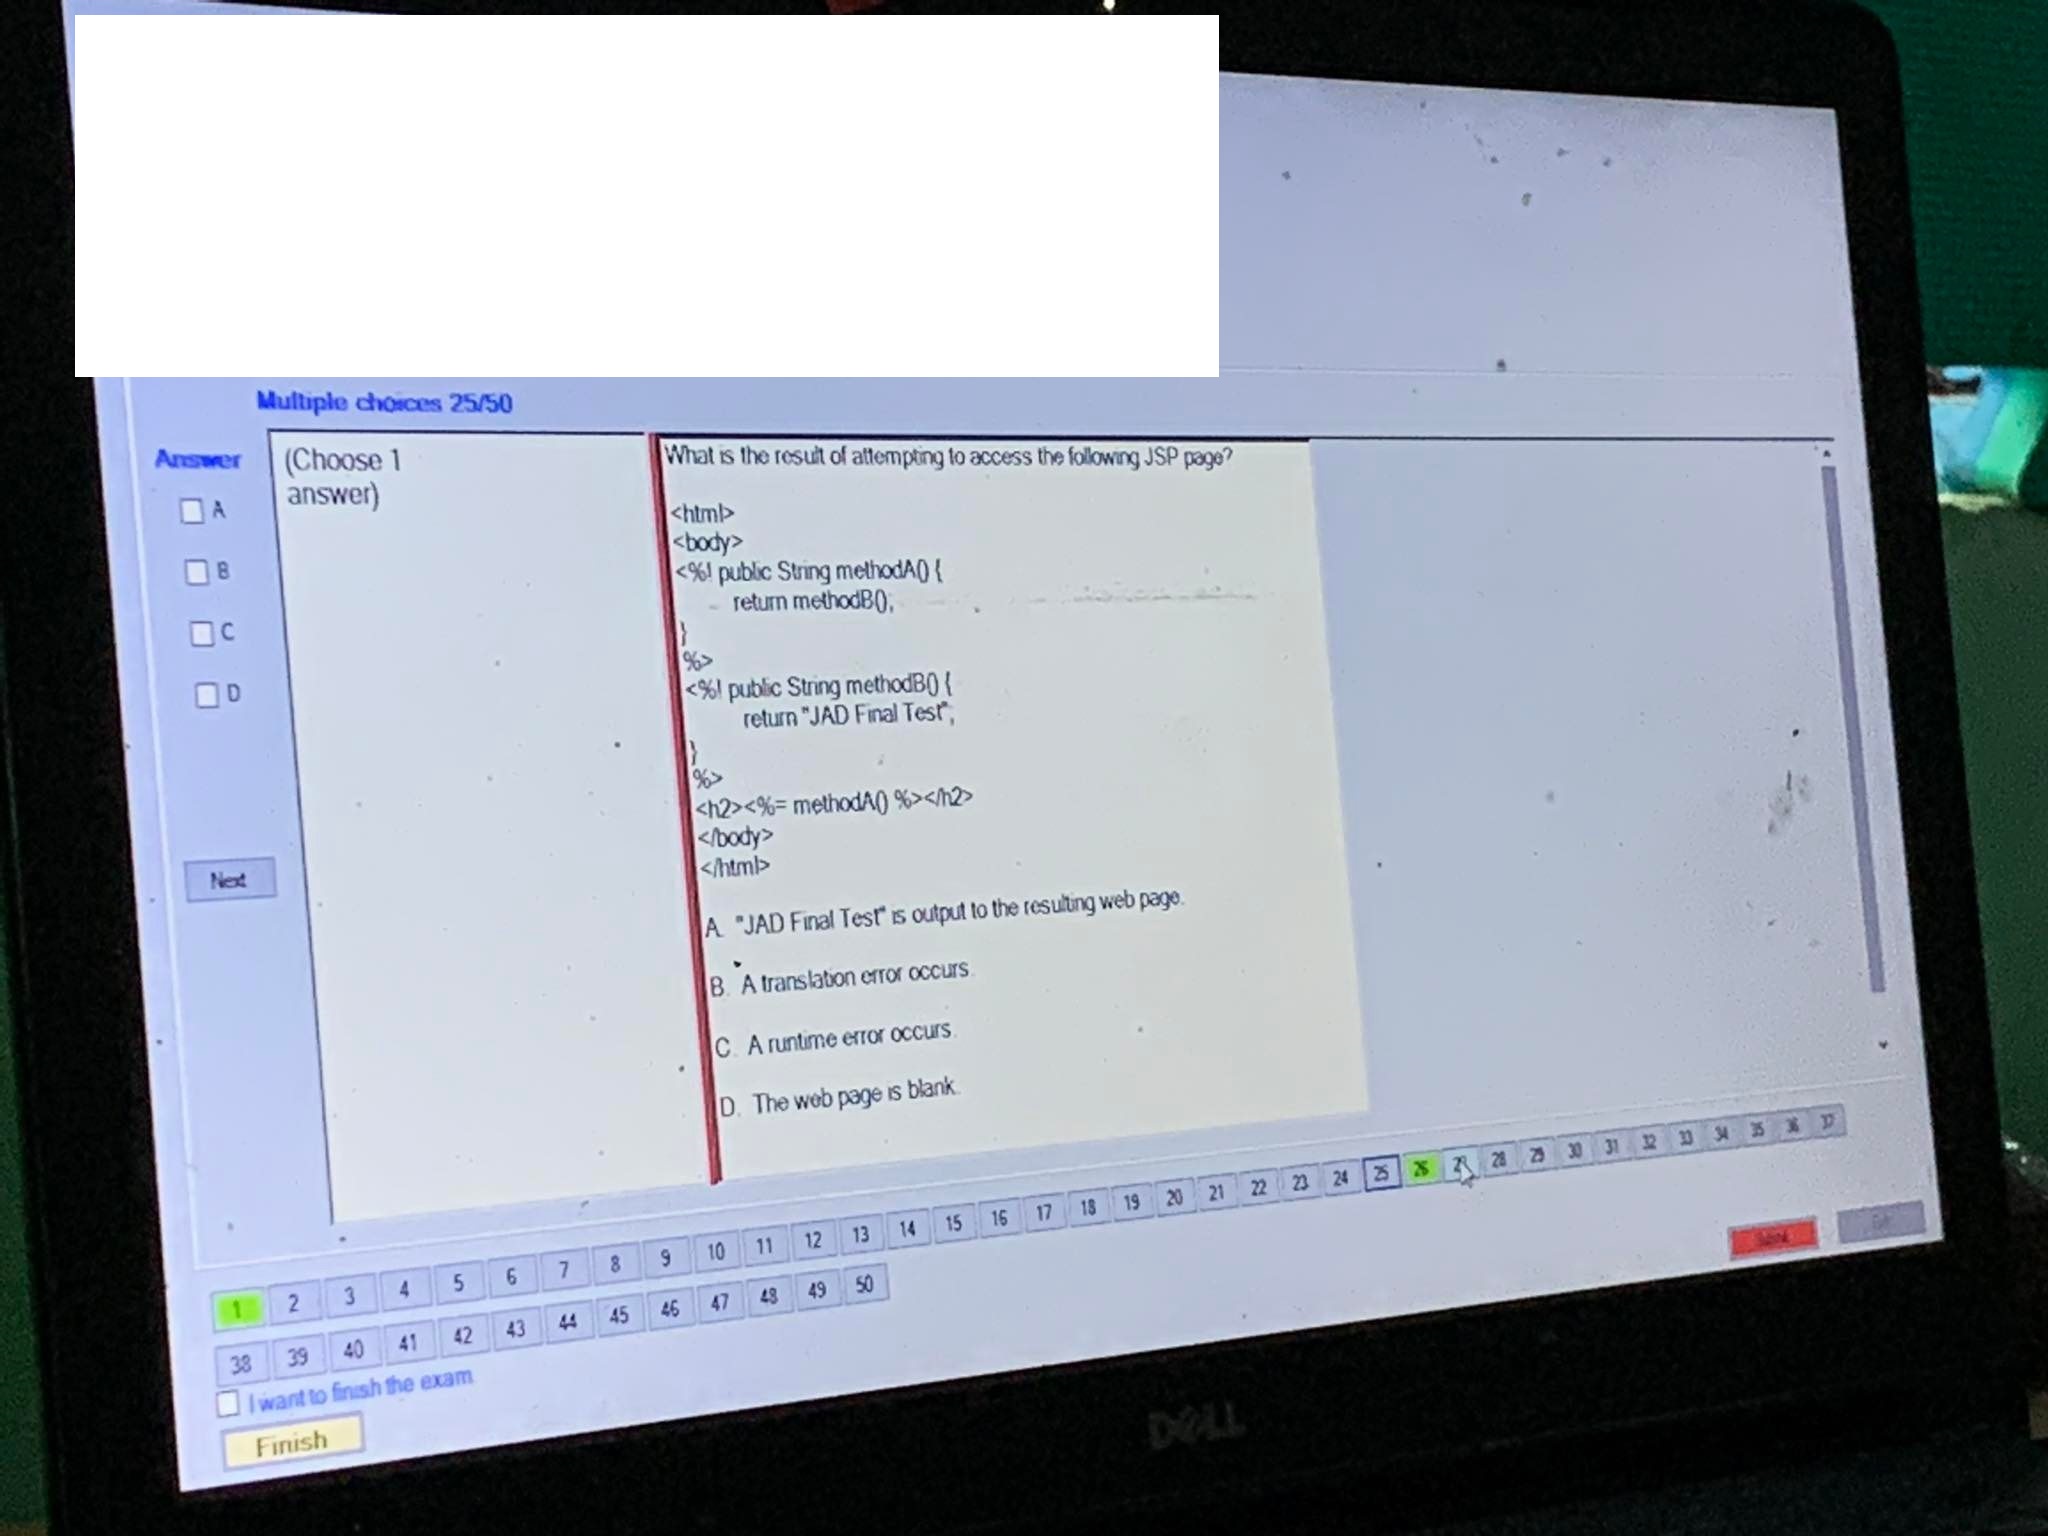 Multiple choices 25/50
Answer
A
B
C
D
Next
(Choose 1
answer)
What is the result of attempting to access the following JSP page?
<html>
<body>
<%! public String methodA() {
return methodB();
}
%>
<%! public String methodB() {
return "JAD Final Test";
}
%>
<h2><%= methodA() %></h2>
</body>
</html>
A. "JAD Final Test" is output to the resulting web page.
B. A translation error occurs.
C. A runtime error occurs.
D. The web page is blank.
1 2 3 4 5 6 7 8 9 10 11 12 13 14 15 16 17 18 19 20 21 22 23 24 25 26 27 28 29 30 31 32 33 34 35 36 37
38 39 40 41 42 43 44 45 46 47 48 49 50
I want to finish the exam
Finish
DELL